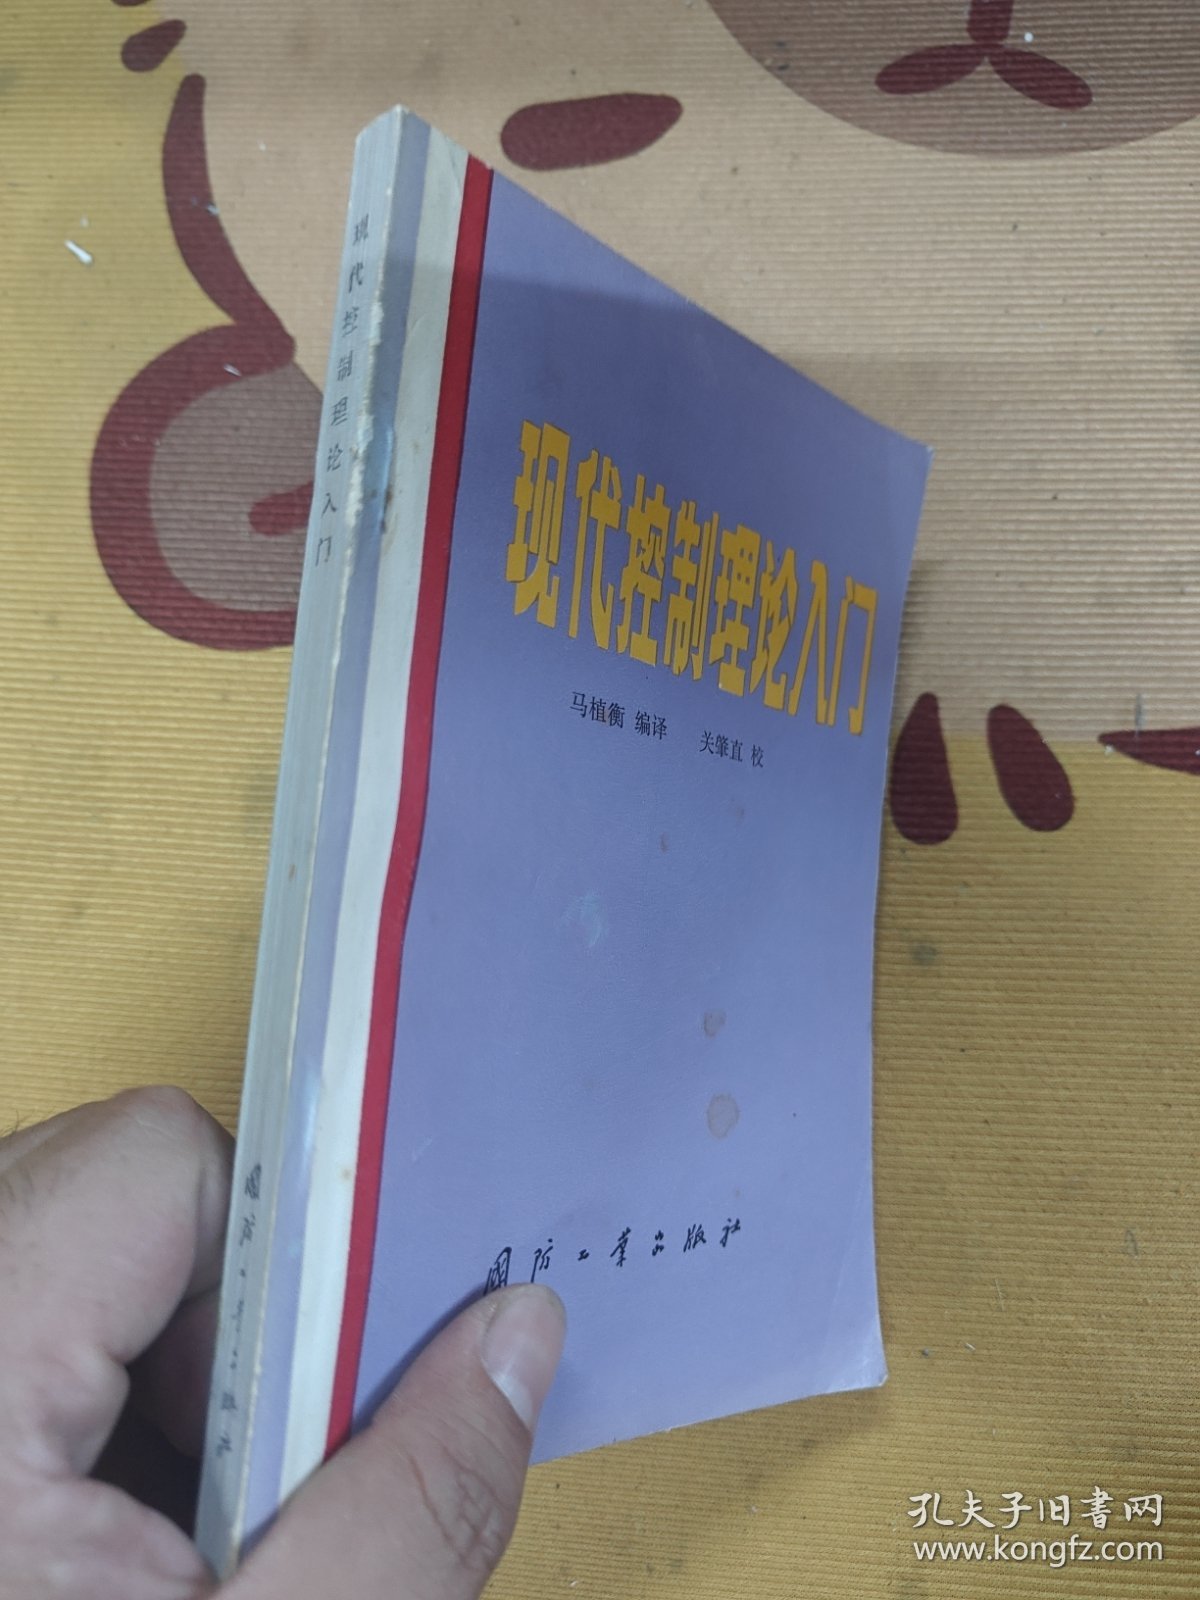 现代控制理论入门
现代控制理论入门
马植衡 编译 关肇直 校
国防工业出版社
国防工业出版社
孔夫子旧书网
www.kongfz.com